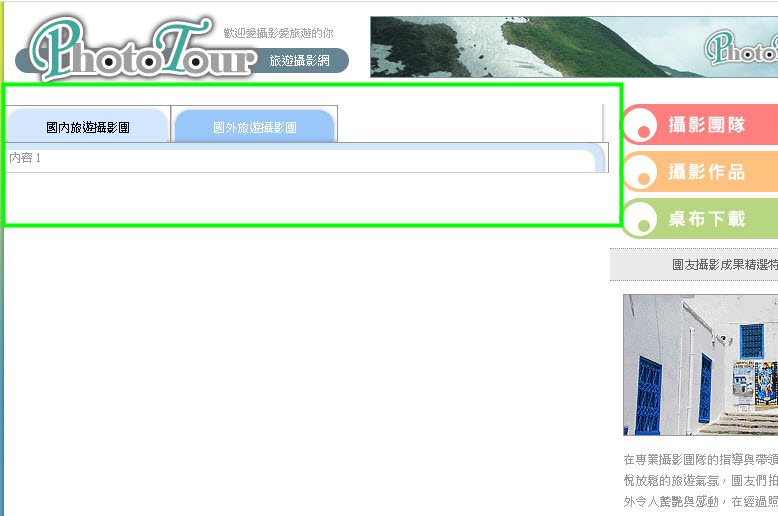 歡迎愛攝影愛旅遊的你
PhotoTour
旅遊攝影網
Photo
國內旅遊攝影團
國外旅遊攝影團
內容 1
攝影團隊
攝影作品
桌布下載
團友攝影成果精選特
在專業攝影團隊的指導與帶領
悅放鬆的旅遊氣氛，團友們拍
外令人驚艷與感動，在經過照